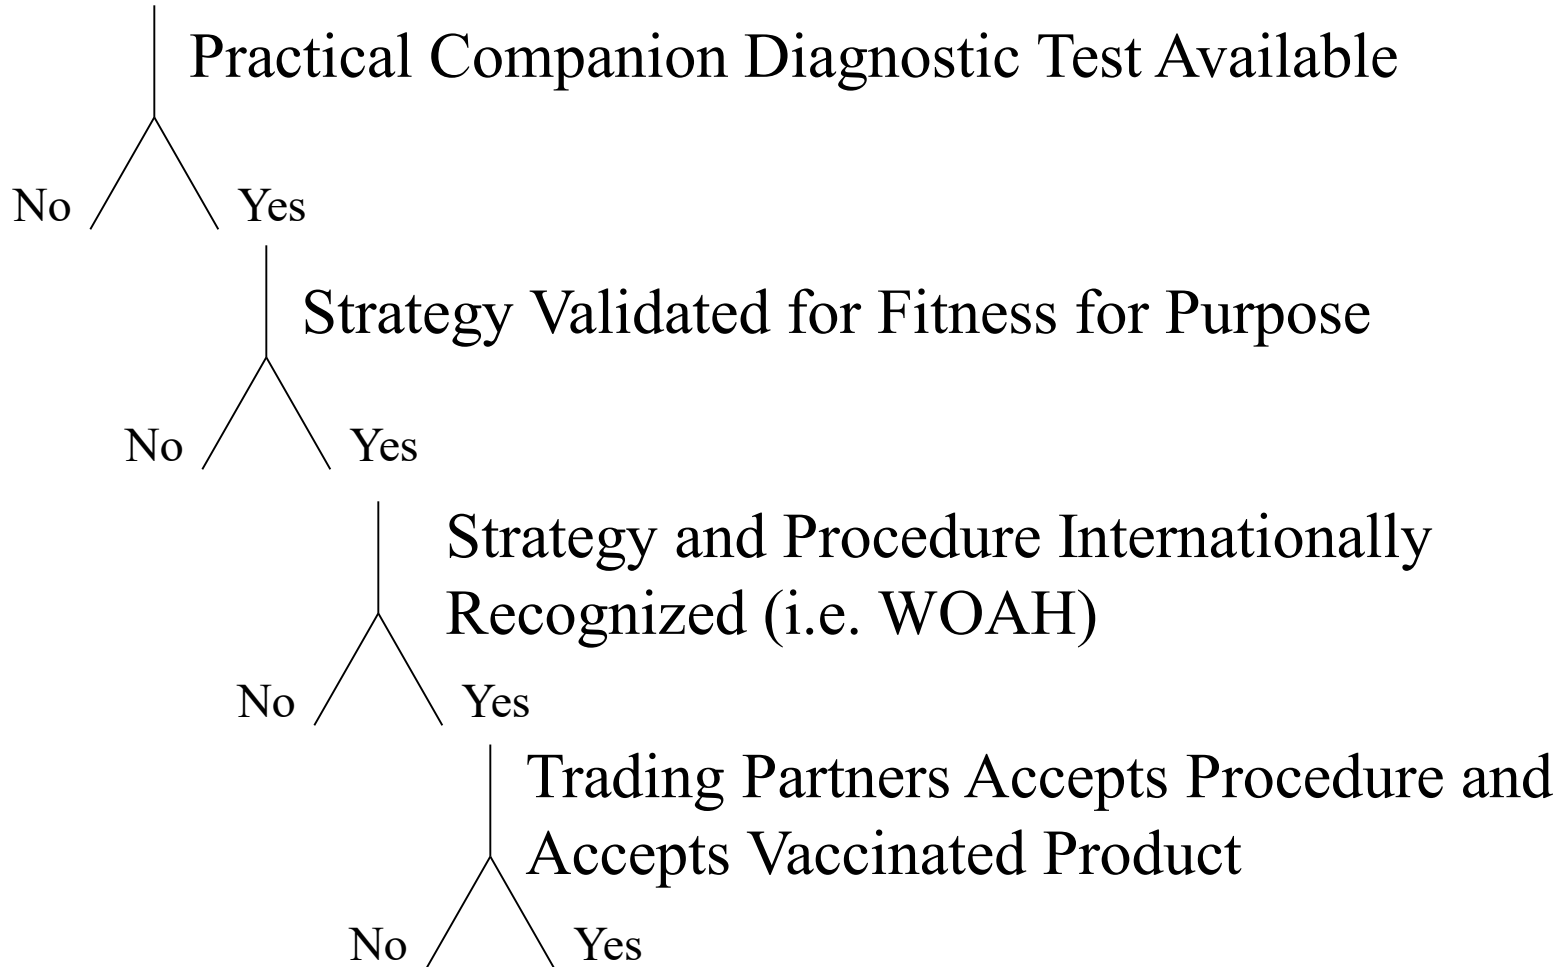 Practical Companion Diagnostic Test Available
No
Yes
Strategy Validated for Fitness for Purpose
No
Yes
Strategy and Procedure Internationally
Recognized (i.e. WOAH)
No
Yes
Trading Partners Accepts Procedure and
Accepts Vaccinated Product
No
Yes